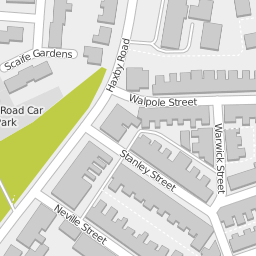 Scaife Gardens
Haxby Road
Road Car
Park
Walpole Street
Warwick Street
Stanley Street
Neville Street